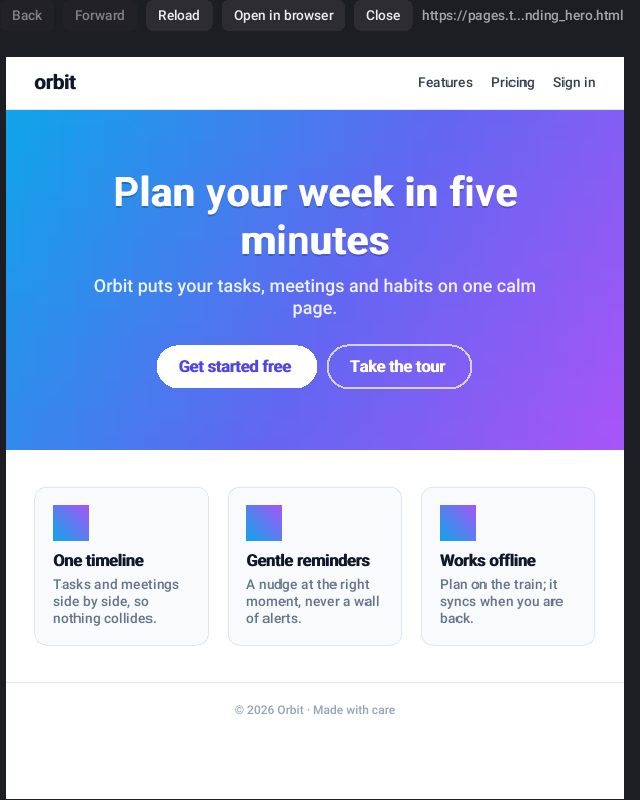 Back Forward Reload Open in browser Close https://pages.t...nding_hero.html
orbit Features Pricing Sign in
Plan your week in five
minutes
Orbit puts your tasks, meetings and habits on one calm
page.
Get started free Take the tour
One timeline
Tasks and meetings
side by side, so
nothing collides.
Gentle reminders
A nudge at the right
moment, never a wall
of alerts.
Works offline
Plan on the train; it
syncs when you are
back.
© 2026 Orbit · Made with care